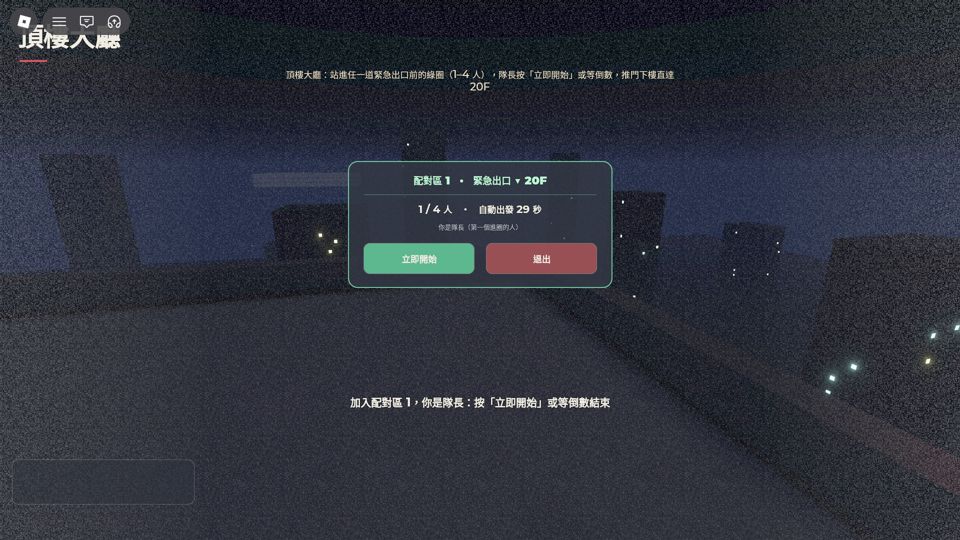 頂樓大廳
頂樓大廳：站進任一道緊急出口前的綠圈（1–4 人），隊長按「立即開始」或等倒數，推門下樓直達
20F
配對區 1 • 緊急出口 ▼ 20F
1 / 4 人 • 自動出發 29 秒
你是隊長（第一個進圈的人）
立即開始
退出
加入配對區 1，你是隊長：按「立即開始」或等倒數結束